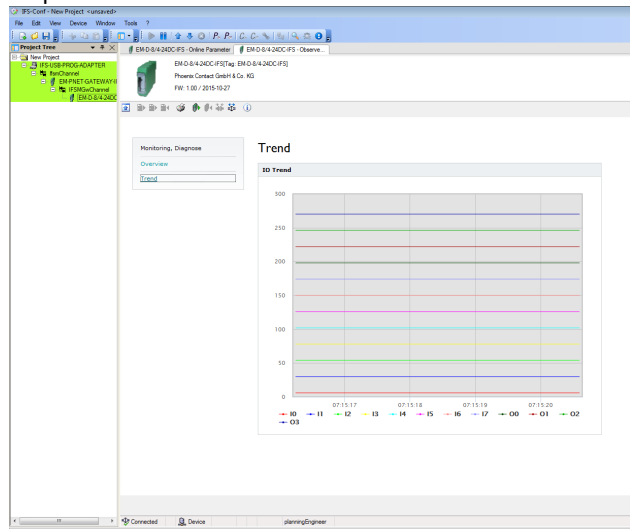 IFS-Conf - New Project <unsaved>
File Edit View Device Window Tools ?
Project Tree
New Project
IFS-USB-PROG-ADAPTER
IfsnChannel
EM-PNET-GATEWAY-II
IFSMGwChannel
EM-D-8/4-24DC
EM-D-8/4-24DC-IFS - Online Parameter
EM-D-8/4-24DC-IFS - Observe...
EM-D-8/4-24DC-IFS[Tag: EM-D-8/4-24DC-IFS]
Phoenix Contact GmbH & Co. KG
FW: 1.00 / 2015-10-27
Monitoring, Diagnose
Overview
Trend
Trend
IO Trend
300
250
200
150
100
50
0
07:15:17 07:15:18 07:15:19 07:15:20
I0 I1 I2 I3 I4 I5 I6 I7 O0 O1 O2
O3
Connected Device planningEngineer